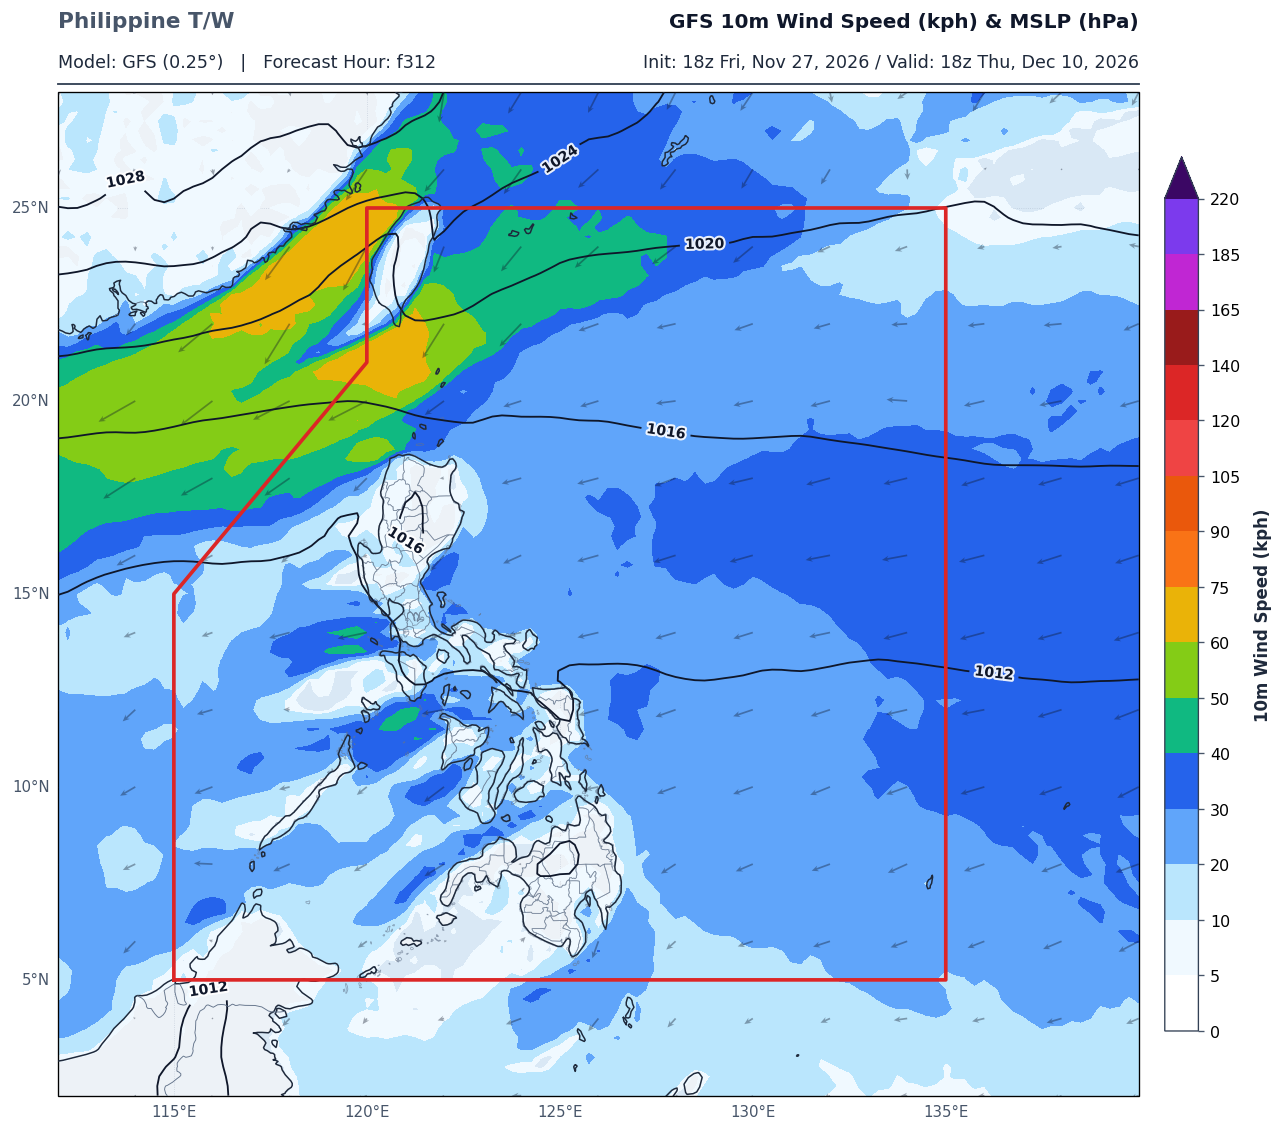 Philippine T/W
GFS 10m Wind Speed (kph) & MSLP (hPa)
Model: GFS (0.25°) | Forecast Hour: f312
Init: 18z Fri, Nov 27, 2026 / Valid: 18z Thu, Dec 10, 2026
1028
1024
1020
1016
1016
1012
1012
25°N
20°N
15°N
10°N
5°N
115°E
120°E
125°E
130°E
135°E
220
185
165
140
120
105
90
75
60
50
40
30
20
10
5
0
10m Wind Speed (kph)